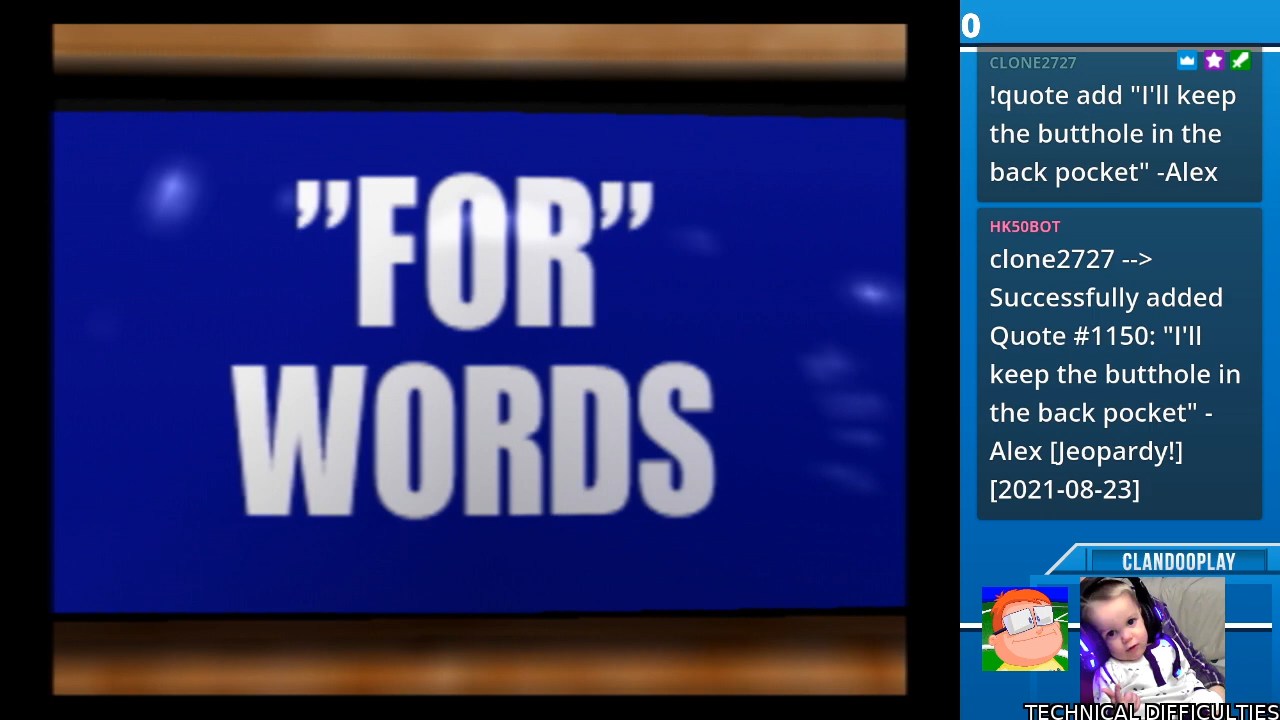 "FOR"
WORDS
0
CLONE2727
!quote add "I'll keep
the butthole in the
back pocket" -Alex
HK50BOT
clone2727 -->
Successfully added
Quote #1150: "I'll
keep the butthole in
the back pocket" -
Alex [Jeopardy!]
[2021-08-23]
CLANDOOPLAY
TECHNICAL DIFFICULTIES